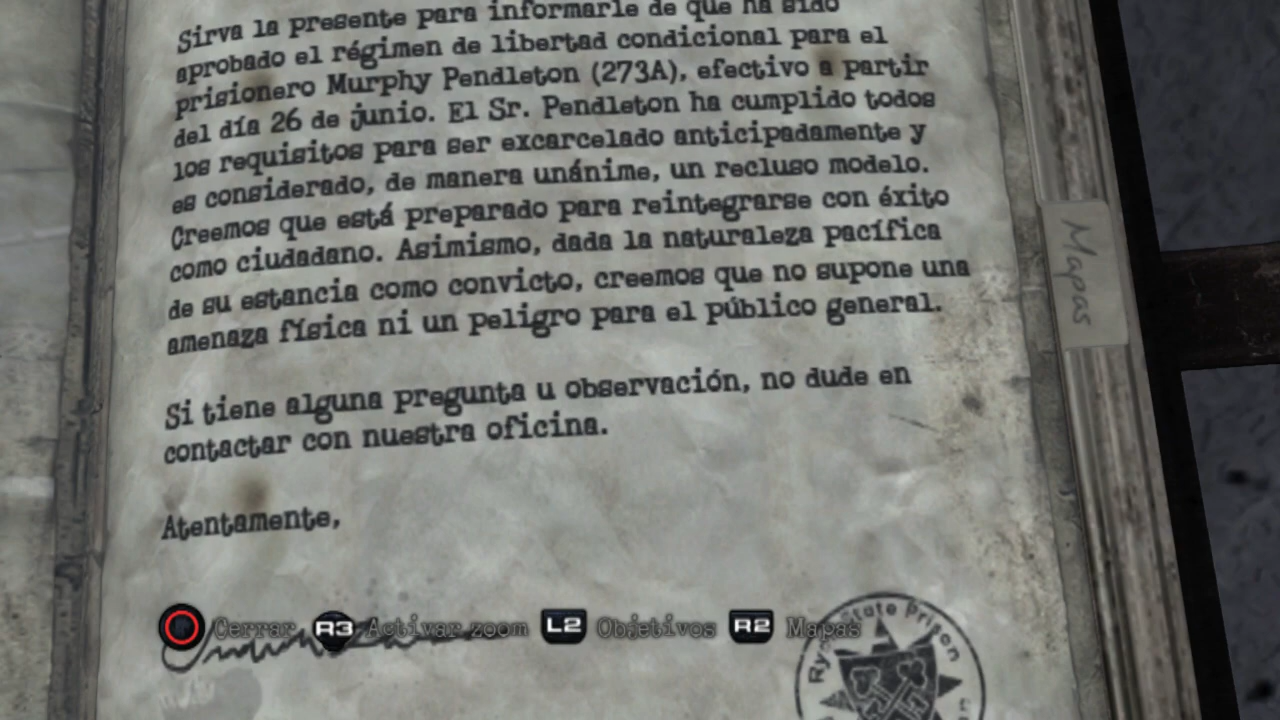 Sirva la presente para informarle de que ha sido
aprobado el régimen de libertad condicional para el
prisionero Murphy Pendleton (273A), efectivo a partir
del día 26 de junio. El Sr. Pendleton ha cumplido todos
los requisitos para ser excarcelado anticipadamente y
es considerado, de manera unánime, un recluso modelo.
Creemos que está preparado para reintegrarse con éxito
como ciudadano. Asimismo, dada la naturaleza pacífica
de su estancia como convicto, creemos que no supone una
amenaza física ni un peligro para el público general.
Si tiene alguna pregunta u observación, no dude en
contactar con nuestra oficina.
Atentamente,
Mapas
Cerrar R3 Activar zoom L2 Objetivos R2 Mapas
State Prison